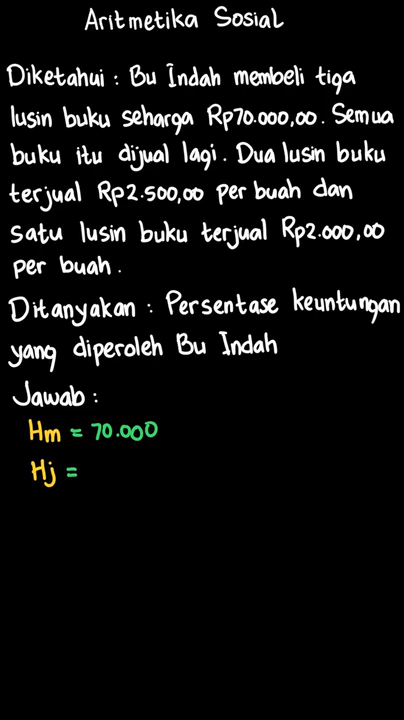 Aritmetika Sosial
Diketahui : Bu Indah membeli tiga
lusin buku seharga Rp70.000,00. Semua
buku itu dijual lagi. Dua lusin buku
terjual Rp2.500,00 per buah dan
satu lusin buku terjual Rp2.000,00
per buah.
Ditanyakan : Persentase keuntungan
yang diperoleh Bu Indah
Jawab :
Hm = 70.000
Hj =